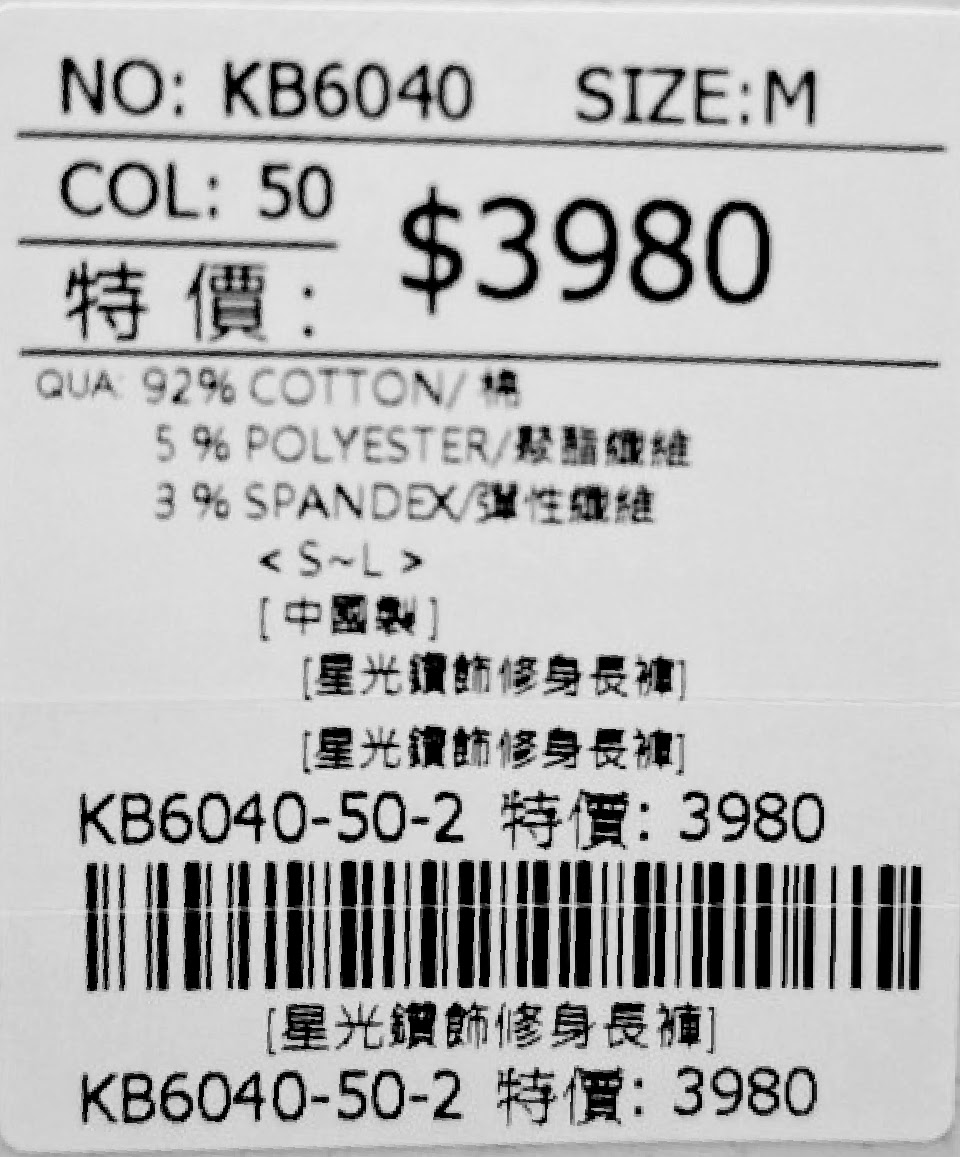 NO: KB6040 SIZE:M
COL: 50
$3980
特價:
QUA: 92% COTTON/ 棉
5 % POLYESTER/聚酯纖維
3 % SPANDEX/彈性纖維
< S~L >
[ 中國製 ]
[星光鑽飾修身長褲]
[星光鑽飾修身長褲]
KB6040-50-2 特價: 3980
[星光鑽飾修身長褲]
KB6040-50-2 特價: 3980